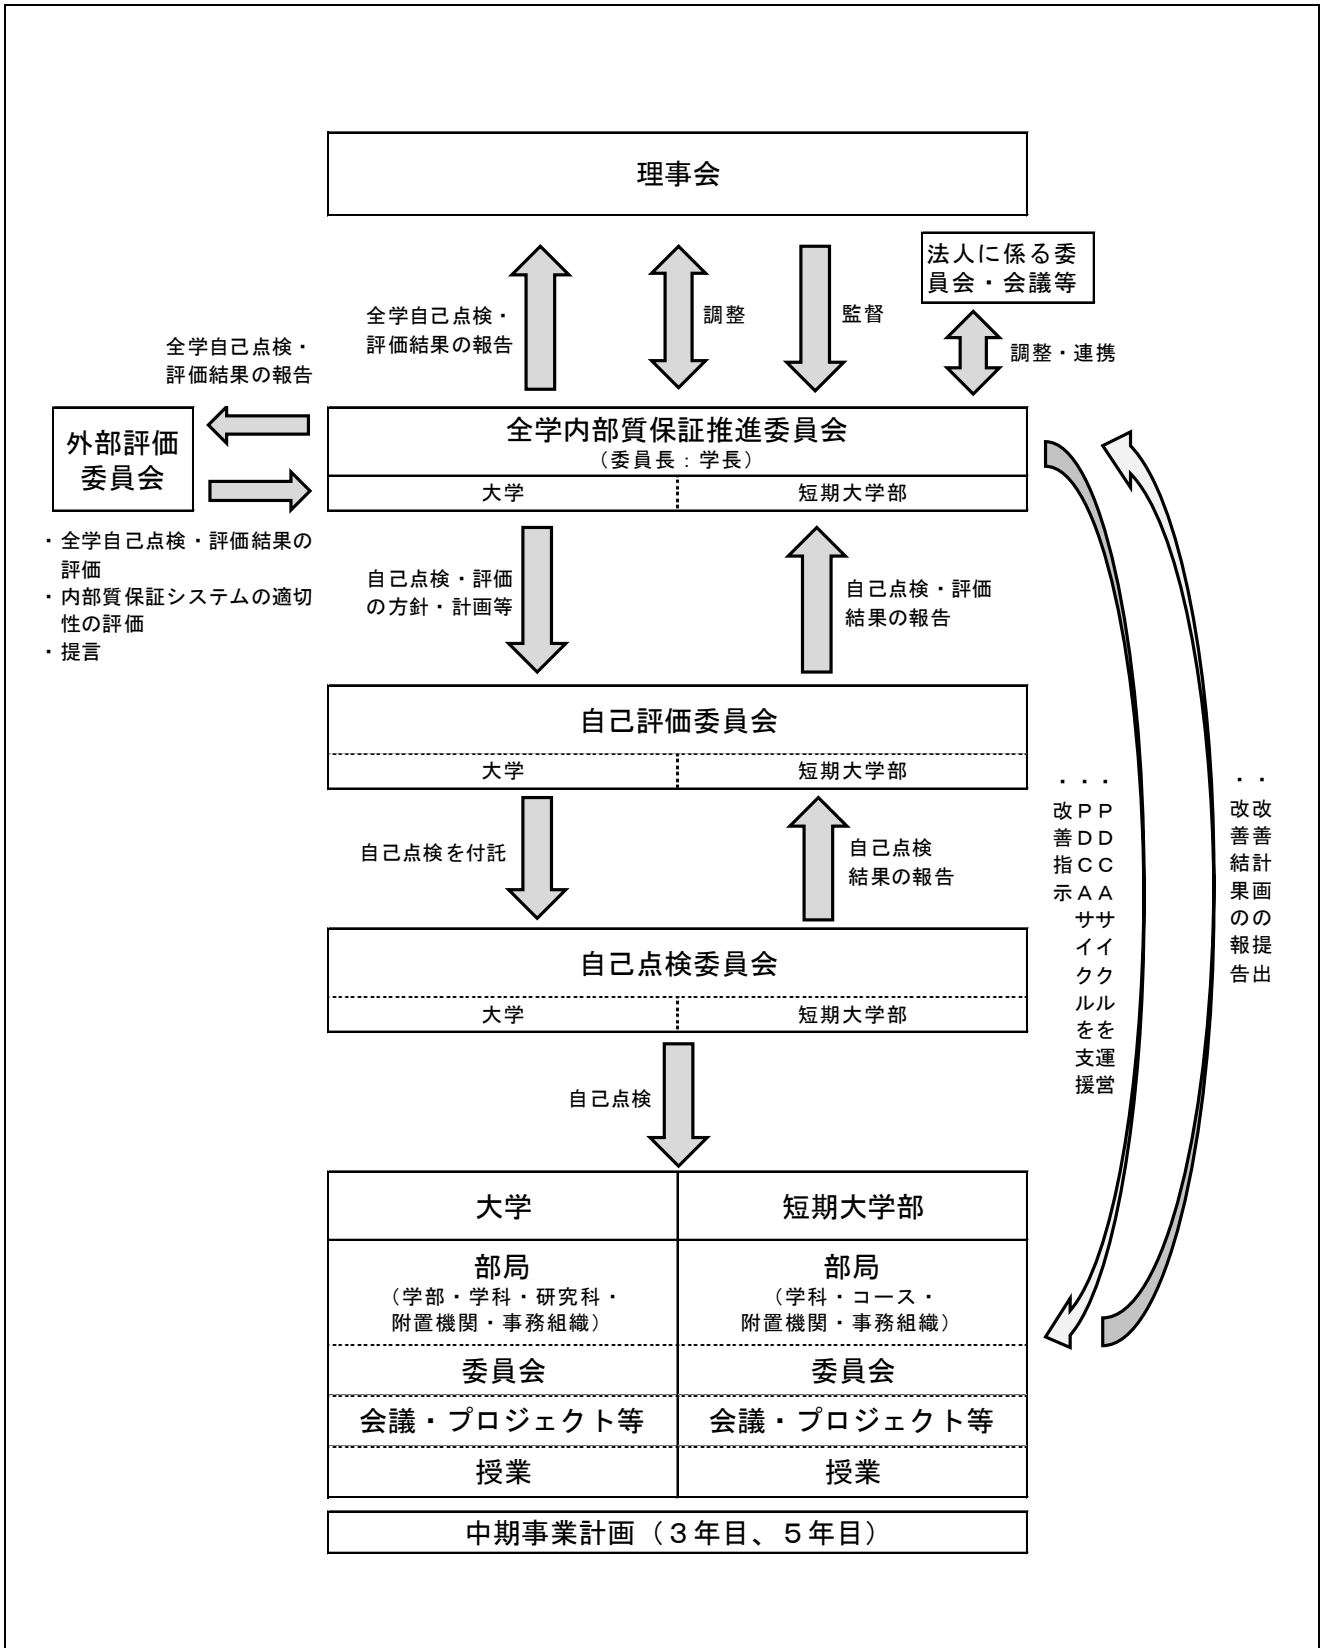 理事会
法人に係る委
員会・会議等
全学自己点検・
評価結果の報告
調整
監督
調整・連携
全学自己点検・
評価結果の報告
外部評価
委員会
全学内部質保証推進委員会
（委員長：学長）
大学
短期大学部
・全学自己点検・評価結果の
評価
・内部質保証システムの適切
性の評価
・提言
自己点検・評価
の方針・計画等
自己点検・評価
結果の報告
自己評価委員会
大学
短期大学部
自己点検を付託
自己点検
結果の報告
・ＰＤＣＡサイクルを運営
・ＰＤＣＡサイクルを支援
・改善指示
・改善計画の提出
・改善結果の報告
自己点検委員会
大学
短期大学部
自己点検
大学
短期大学部
部局
（学部・学科・研究科・
附置機関・事務組織）
部局
（学科・コース・
附置機関・事務組織）
委員会
委員会
会議・プロジェクト等
会議・プロジェクト等
授業
授業
中期事業計画（３年目、５年目）